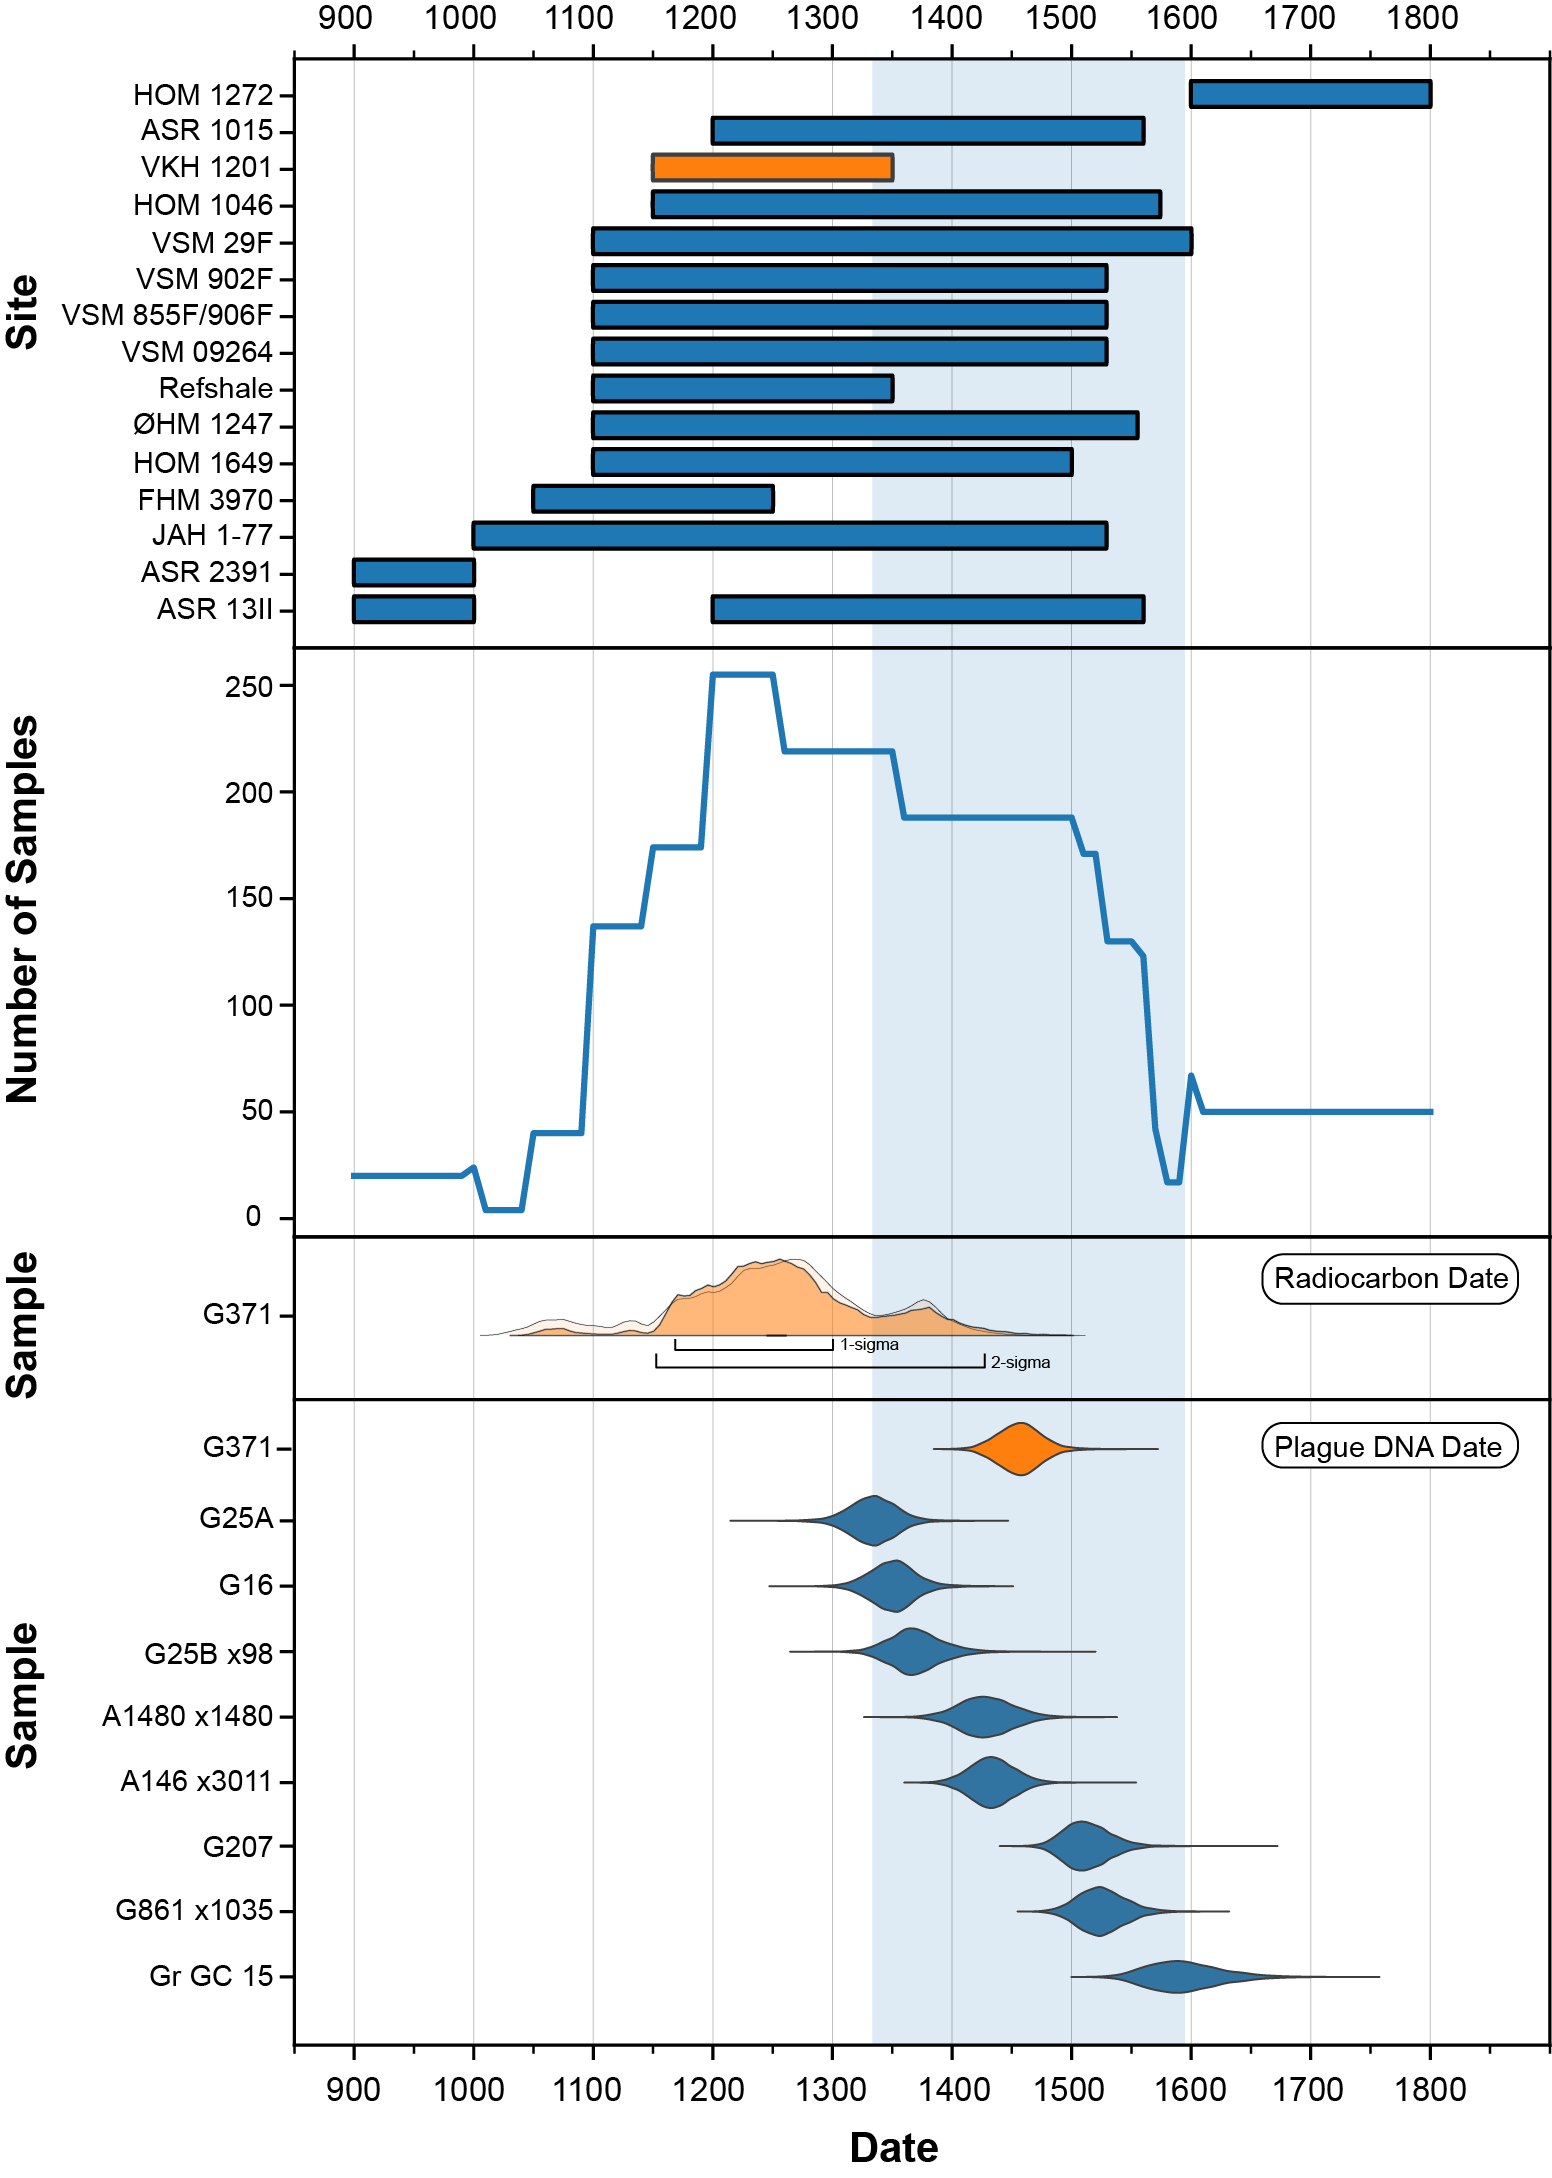 900 1000 1100 1200 1300 1400 1500 1600 1700 1800
Site
HOM 1272
ASR 1015
VKH 1201
HOM 1046
VSM 29F
VSM 902F
VSM 855F/906F
VSM 09264
Refshale
ØHM 1247
HOM 1649
FHM 3970
JAH 1-77
ASR 2391
ASR 13II
Number of Samples
250
200
150
100
50
0
Sample
G371
Radiocarbon Date
1-sigma
2-sigma
Sample
G371
Plague DNA Date
G25A
G16
G25B x98
A1480 x1480
A146 x3011
G207
G861 x1035
Gr GC 15
900 1000 1100 1200 1300 1400 1500 1600 1700 1800
Date